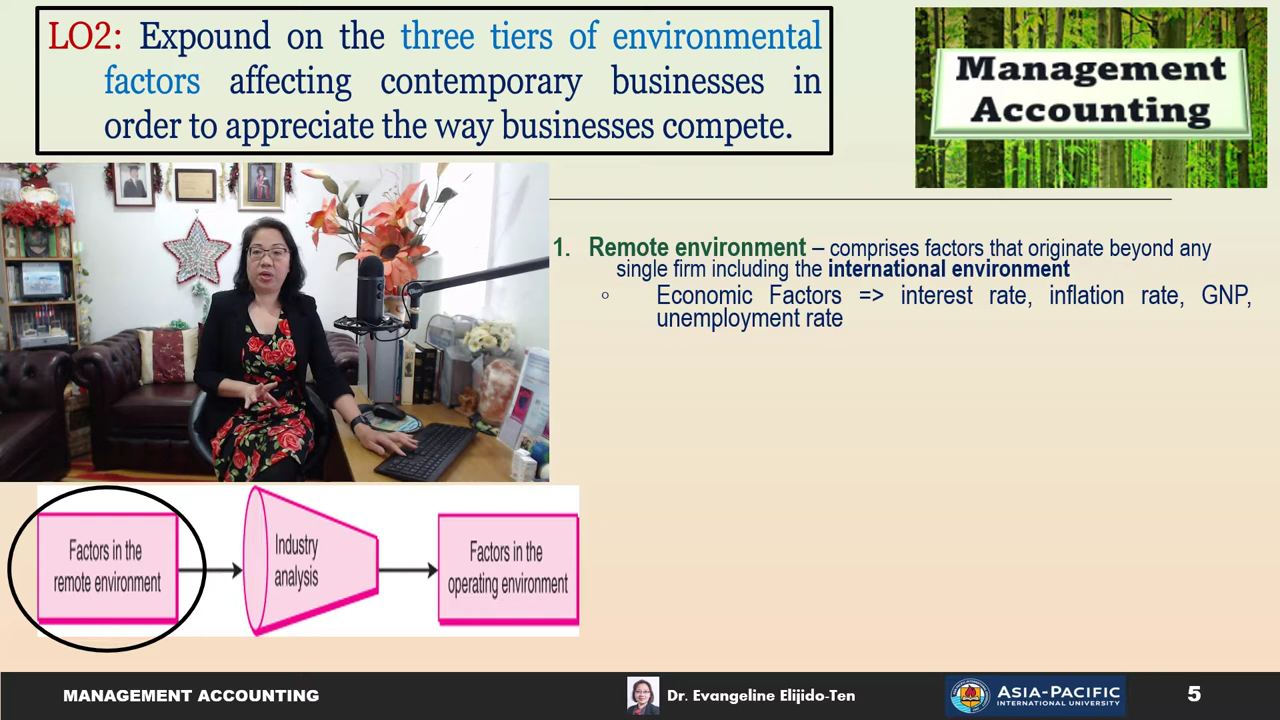 LO2: Expound on the three tiers of environmental
factors affecting contemporary businesses in
order to appreciate the way businesses compete.
Management
Accounting
1. Remote environment – comprises factors that originate beyond any
single firm including the international environment
○ Economic Factors => interest rate, inflation rate, GNP,
unemployment rate
Factors in the
remote environment
Industry
analysis
Factors in the
operating environment
MANAGEMENT ACCOUNTING
Dr. Evangeline Elijido-Ten
ASIA-PACIFIC
INTERNATIONAL UNIVERSITY
5